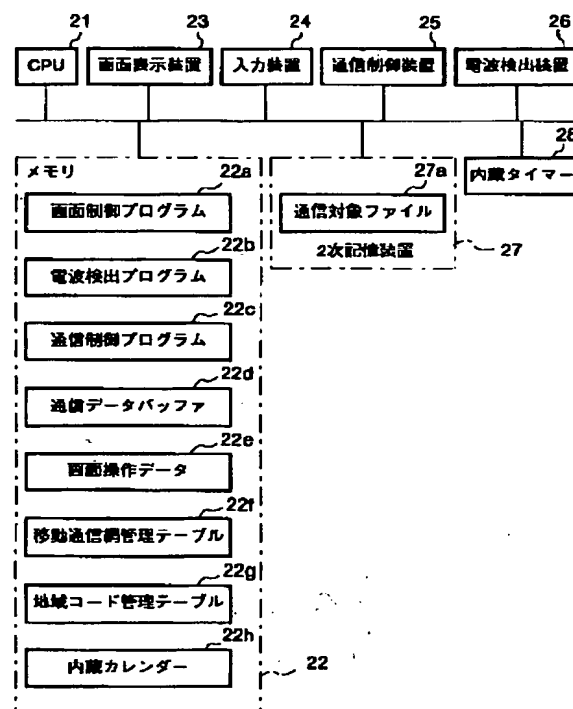 21 23 24 25 26
CPU 画面表示装置 入力装置 通信制御装置 電波検出装置
28
内蔵タイマー
メモリ
22a
画面制御プログラム
22b
電波検出プログラム
22c
通信制御プログラム
22d
通信データバッファ
22e
画面操作データ
22f
移動通信網管理テーブル
22g
地域コード管理テーブル
22h
内蔵カレンダー
22
27a
通信対象ファイル
2次記憶装置
27